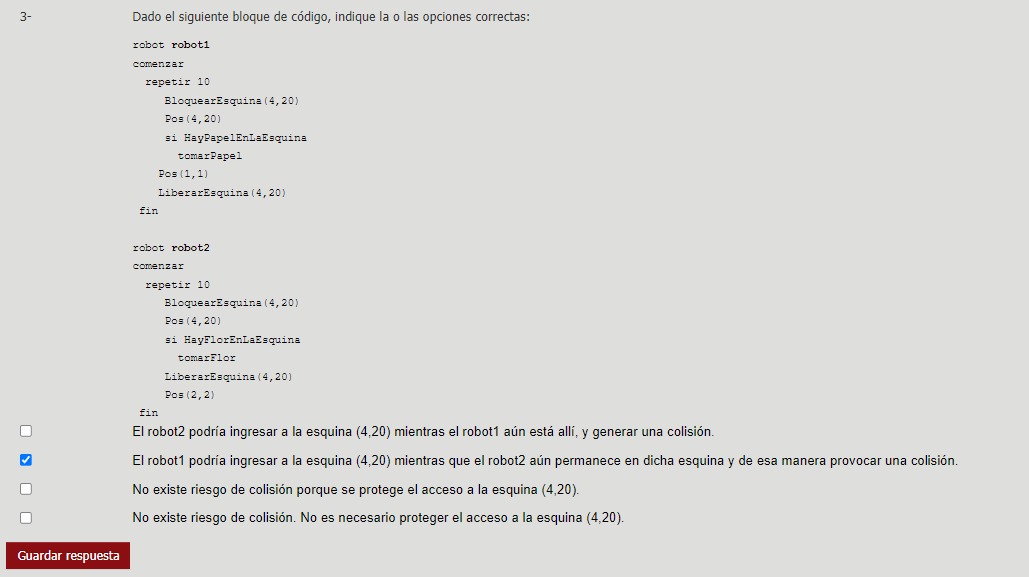 3-
Dado el siguiente bloque de código, indique la o las opciones correctas:
robot robot1
comenzar
repetir 10
BloquearEsquina(4,20)
Pos(4,20)
si HayPapelEnLaEsquina
tomarPapel
Pos(1,1)
LiberarEsquina(4,20)
fin
robot robot2
comenzar
repetir 10
BloquearEsquina(4,20)
Pos(4,20)
si HayFlorEnLaEsquina
tomarFlor
LiberarEsquina(4,20)
Pos(2,2)
fin
El robot2 podría ingresar a la esquina (4,20) mientras el robot1 aún está allí, y generar una colisión.
El robot1 podría ingresar a la esquina (4,20) mientras que el robot2 aún permanece en dicha esquina y de esa manera provocar una colisión.
No existe riesgo de colisión porque se protege el acceso a la esquina (4,20).
No existe riesgo de colisión. No es necesario proteger el acceso a la esquina (4,20).
Guardar respuesta